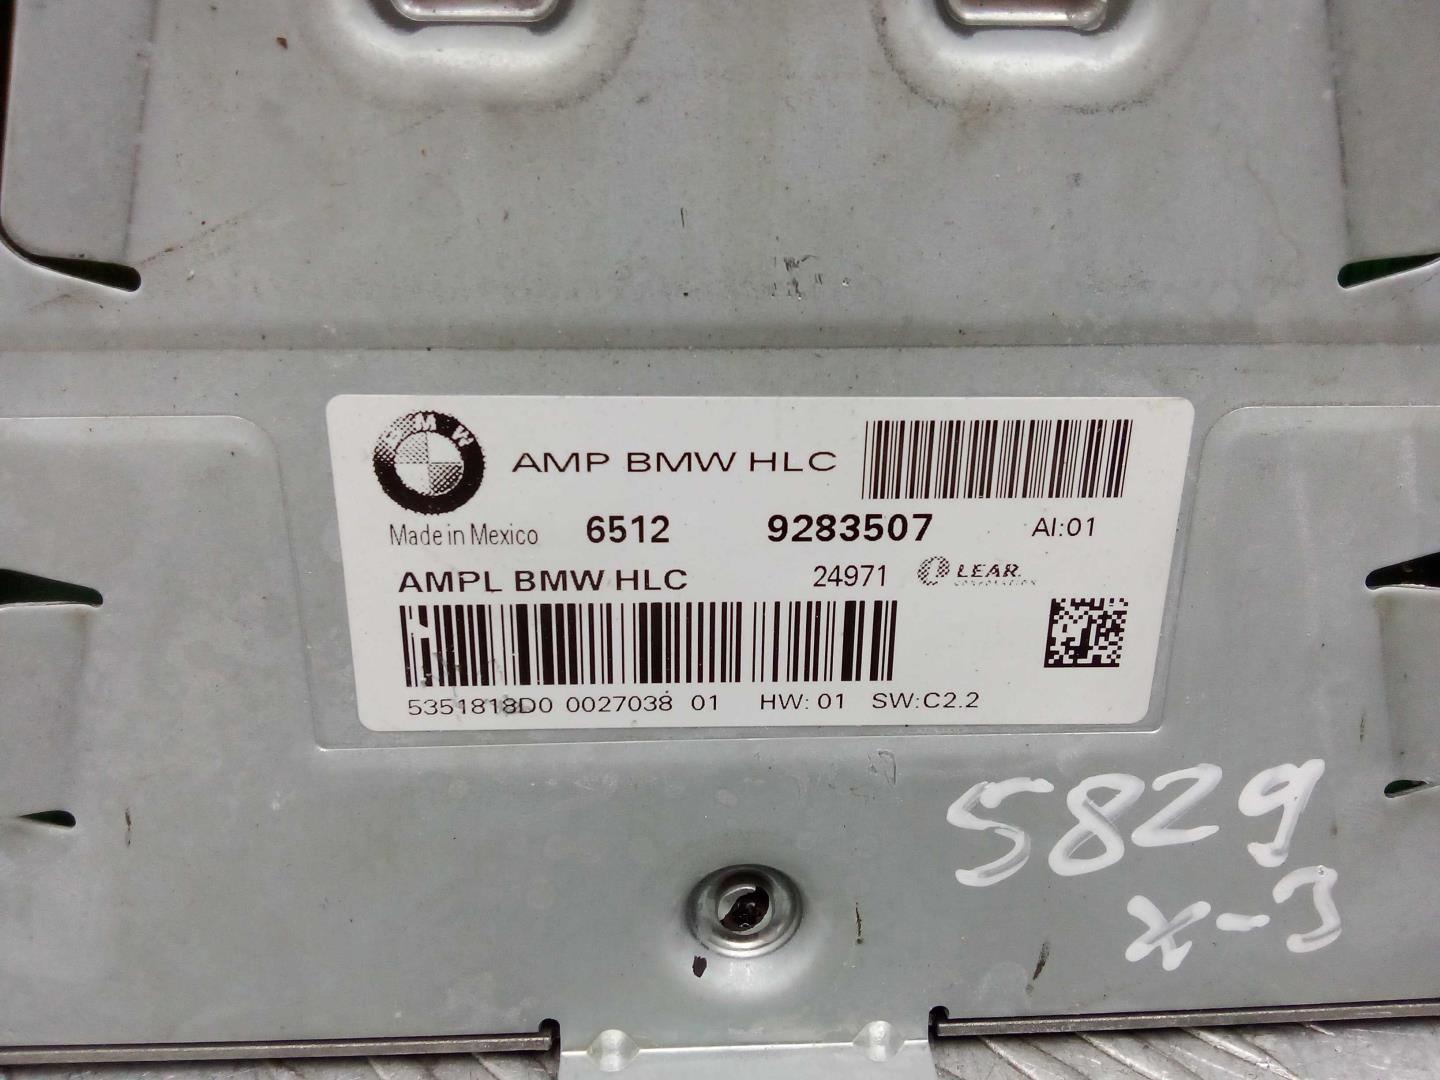 BMW
AMP BMW HLC
Made in Mexico 6512 9283507 AI:01
AMPL BMW HLC 24971 LEAR.
CORPORATION
5351818D0 0027038 01 HW: 01 SW:C2.2
5829
x-3